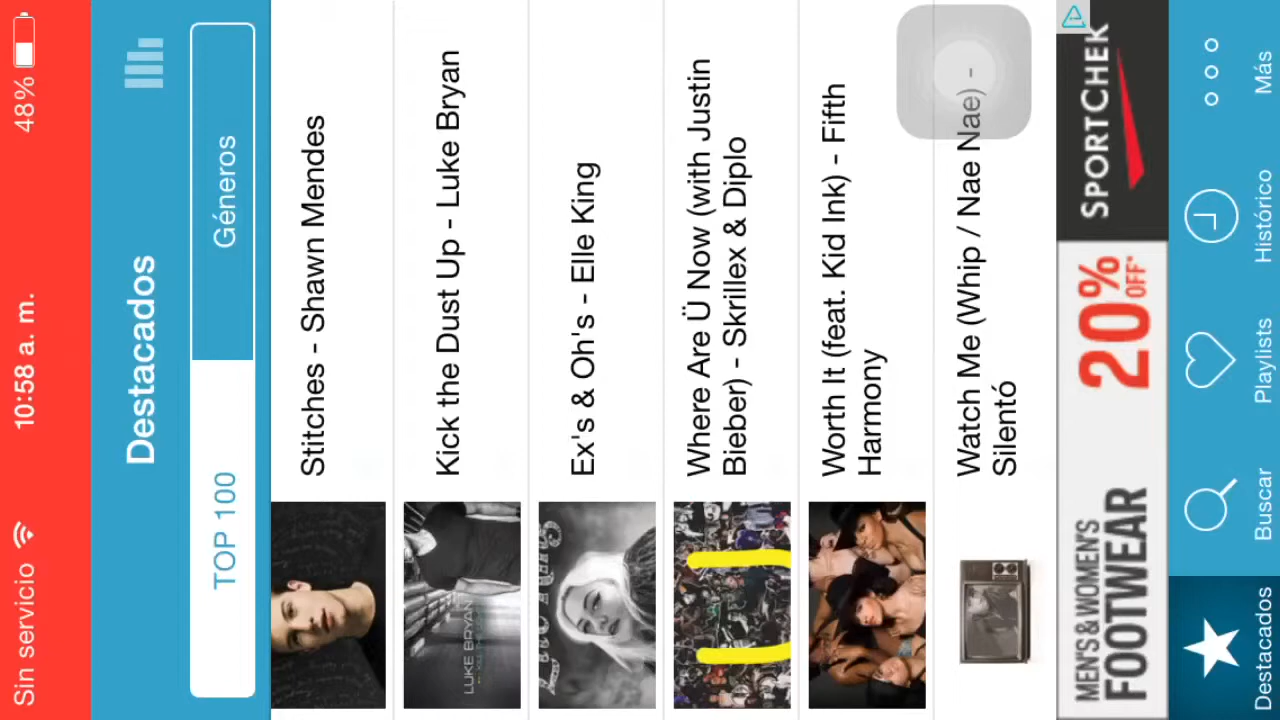 Sin servicio 10:58 a. m. 48%
Destacados
TOP 100 Géneros
Stitches - Shawn Mendes
LUKE BRYAN
Kick the Dust Up - Luke Bryan
Ex's & Oh's - Elle King
Where Are Ü Now (with Justin
Bieber) - Skrillex & Diplo
Worth It (feat. Kid Ink) - Fifth
Harmony
Watch Me (Whip / Nae Nae) -
Silentó
MEN'S & WOMEN'S
FOOTWEAR
20%
OFF*
SPORTCHEK
Destacados Buscar Playlists Histórico Más